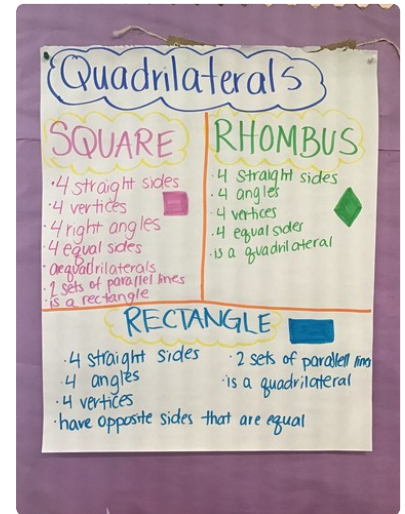 Quadrilaterals
SQUARE
· 4 straight sides
· 4 vertices
· 4 right angles
· 4 equal sides
are quadrilaterals
· 2 sets of parallel lines
· is a rectangle
RHOMBUS
· 4 straight sides
· 4 angles
· 4 vertices
· 4 equal sides
· is a quadrilateral
RECTANGLE
· 4 straight sides
· 4 angles
· 4 vertices
· have opposite sides that are equal
· 2 sets of parallell lines
· is a quadrilateral